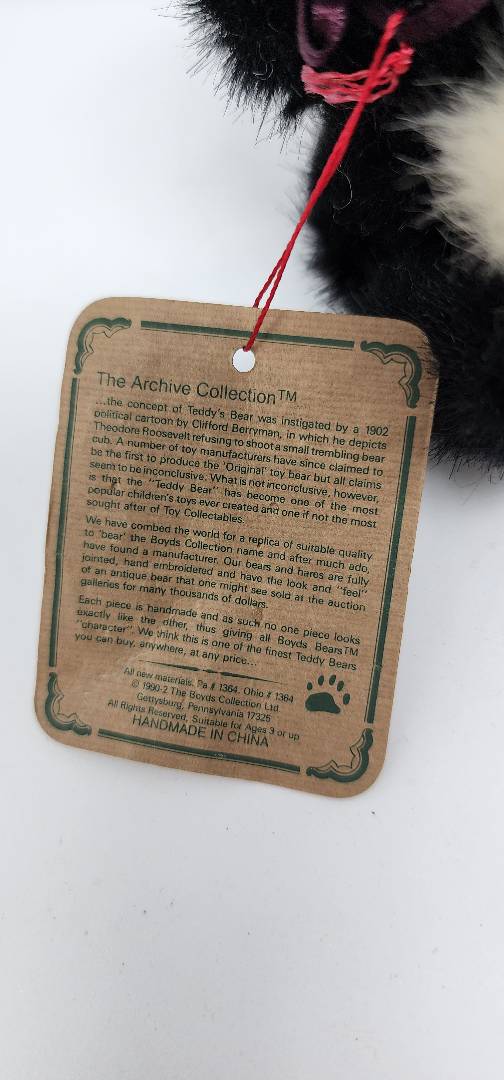 The Archive Collection™
...the concept of Teddy's Bear was instigated by a 1902
political cartoon by Clifford Berryman, in which he depicts
Theodore Roosevelt refusing to shoot a small trembling bear
cub. A number of toy manufacturers have since claimed to
be the first to produce the 'Original' toy bear but all claims
seem to be inconclusive. What is not inconclusive, however,
is that the "Teddy Bear" has become one of the most
popular children's toys ever created and one if not the most
sought after of Toy Collectables.
We have combed the world for a replica of suitable quality
to 'bear' the Boyds Collection name and after much ado,
have found a manufacturer. Our bears and hares are fully
jointed, hand embroidered and have the look and "feel"
of an antique bear that one might see sold at the auction
galleries for many thousands of dollars.
Each piece is handmade and as such no one piece looks
exactly like the other, thus giving all Boyds Bears™
"character". We think this is one of the finest Teddy Bears
you can buy, anywhere, at any price...
All new materials. Pa # 1364. Ohio # 1364
© 1990-2 The Boyds Collection Ltd.
Gettysburg, Pennsylvania 17325
All Rights Reserved, Suitable for Ages 3 or up
HANDMADE IN CHINA